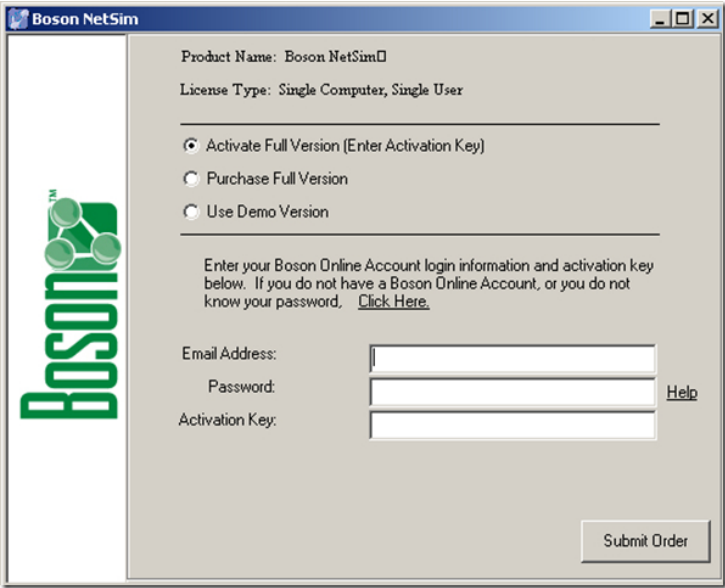 Boson NetSim
Product Name: Boson NetSim□
License Type: Single Computer, Single User
Activate Full Version (Enter Activation Key)
Purchase Full Version
Use Demo Version
Enter your Boson Online Account login information and activation key
below. If you do not have a Boson Online Account, or you do not
know your password, Click Here.
Email Address:
Password:
Help
Activation Key:
Submit Order
Boson™